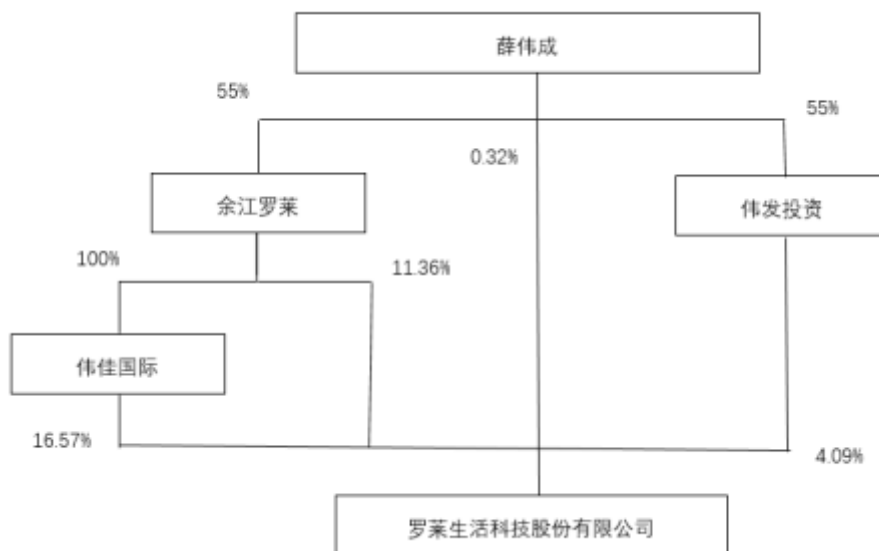 薛伟成
55%
55%
0.32%
余江罗莱
伟发投资
100%
11.36%
伟佳国际
16.57%
4.09%
罗莱生活科技股份有限公司